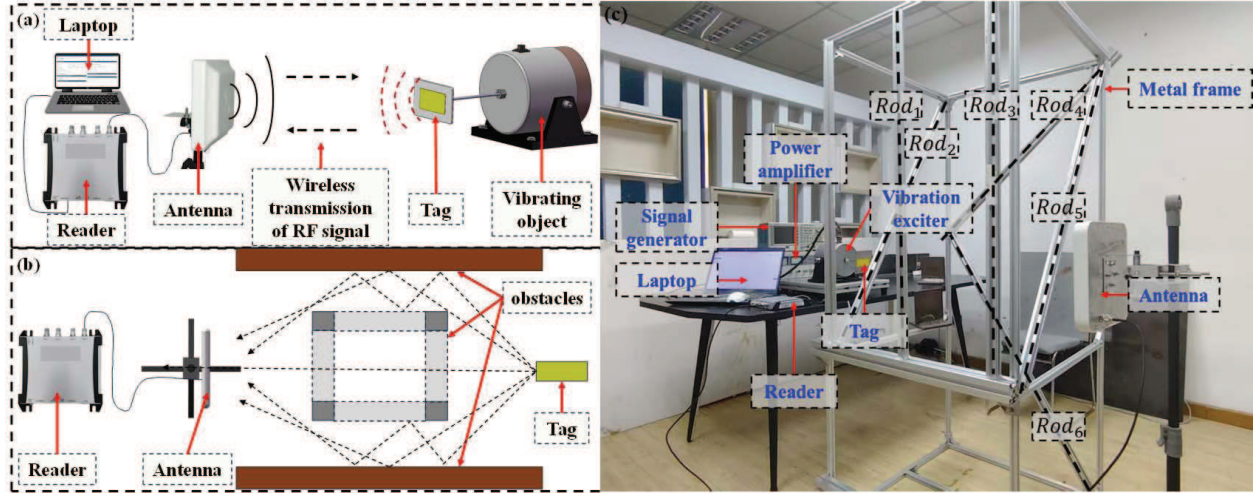 (a)
Laptop
Reader
Antenna
Wireless
transmission
of RF signal
Tag
Vibrating
object
(b)
obstacles
Reader
Antenna
Tag
(c)
Rod1
Rod2
Rod3
Rod4
Metal frame
Power
amplifier
Vibration
exciter
Signal
generator
Rod5
Laptop
Antenna
Tag
Reader
Rod6